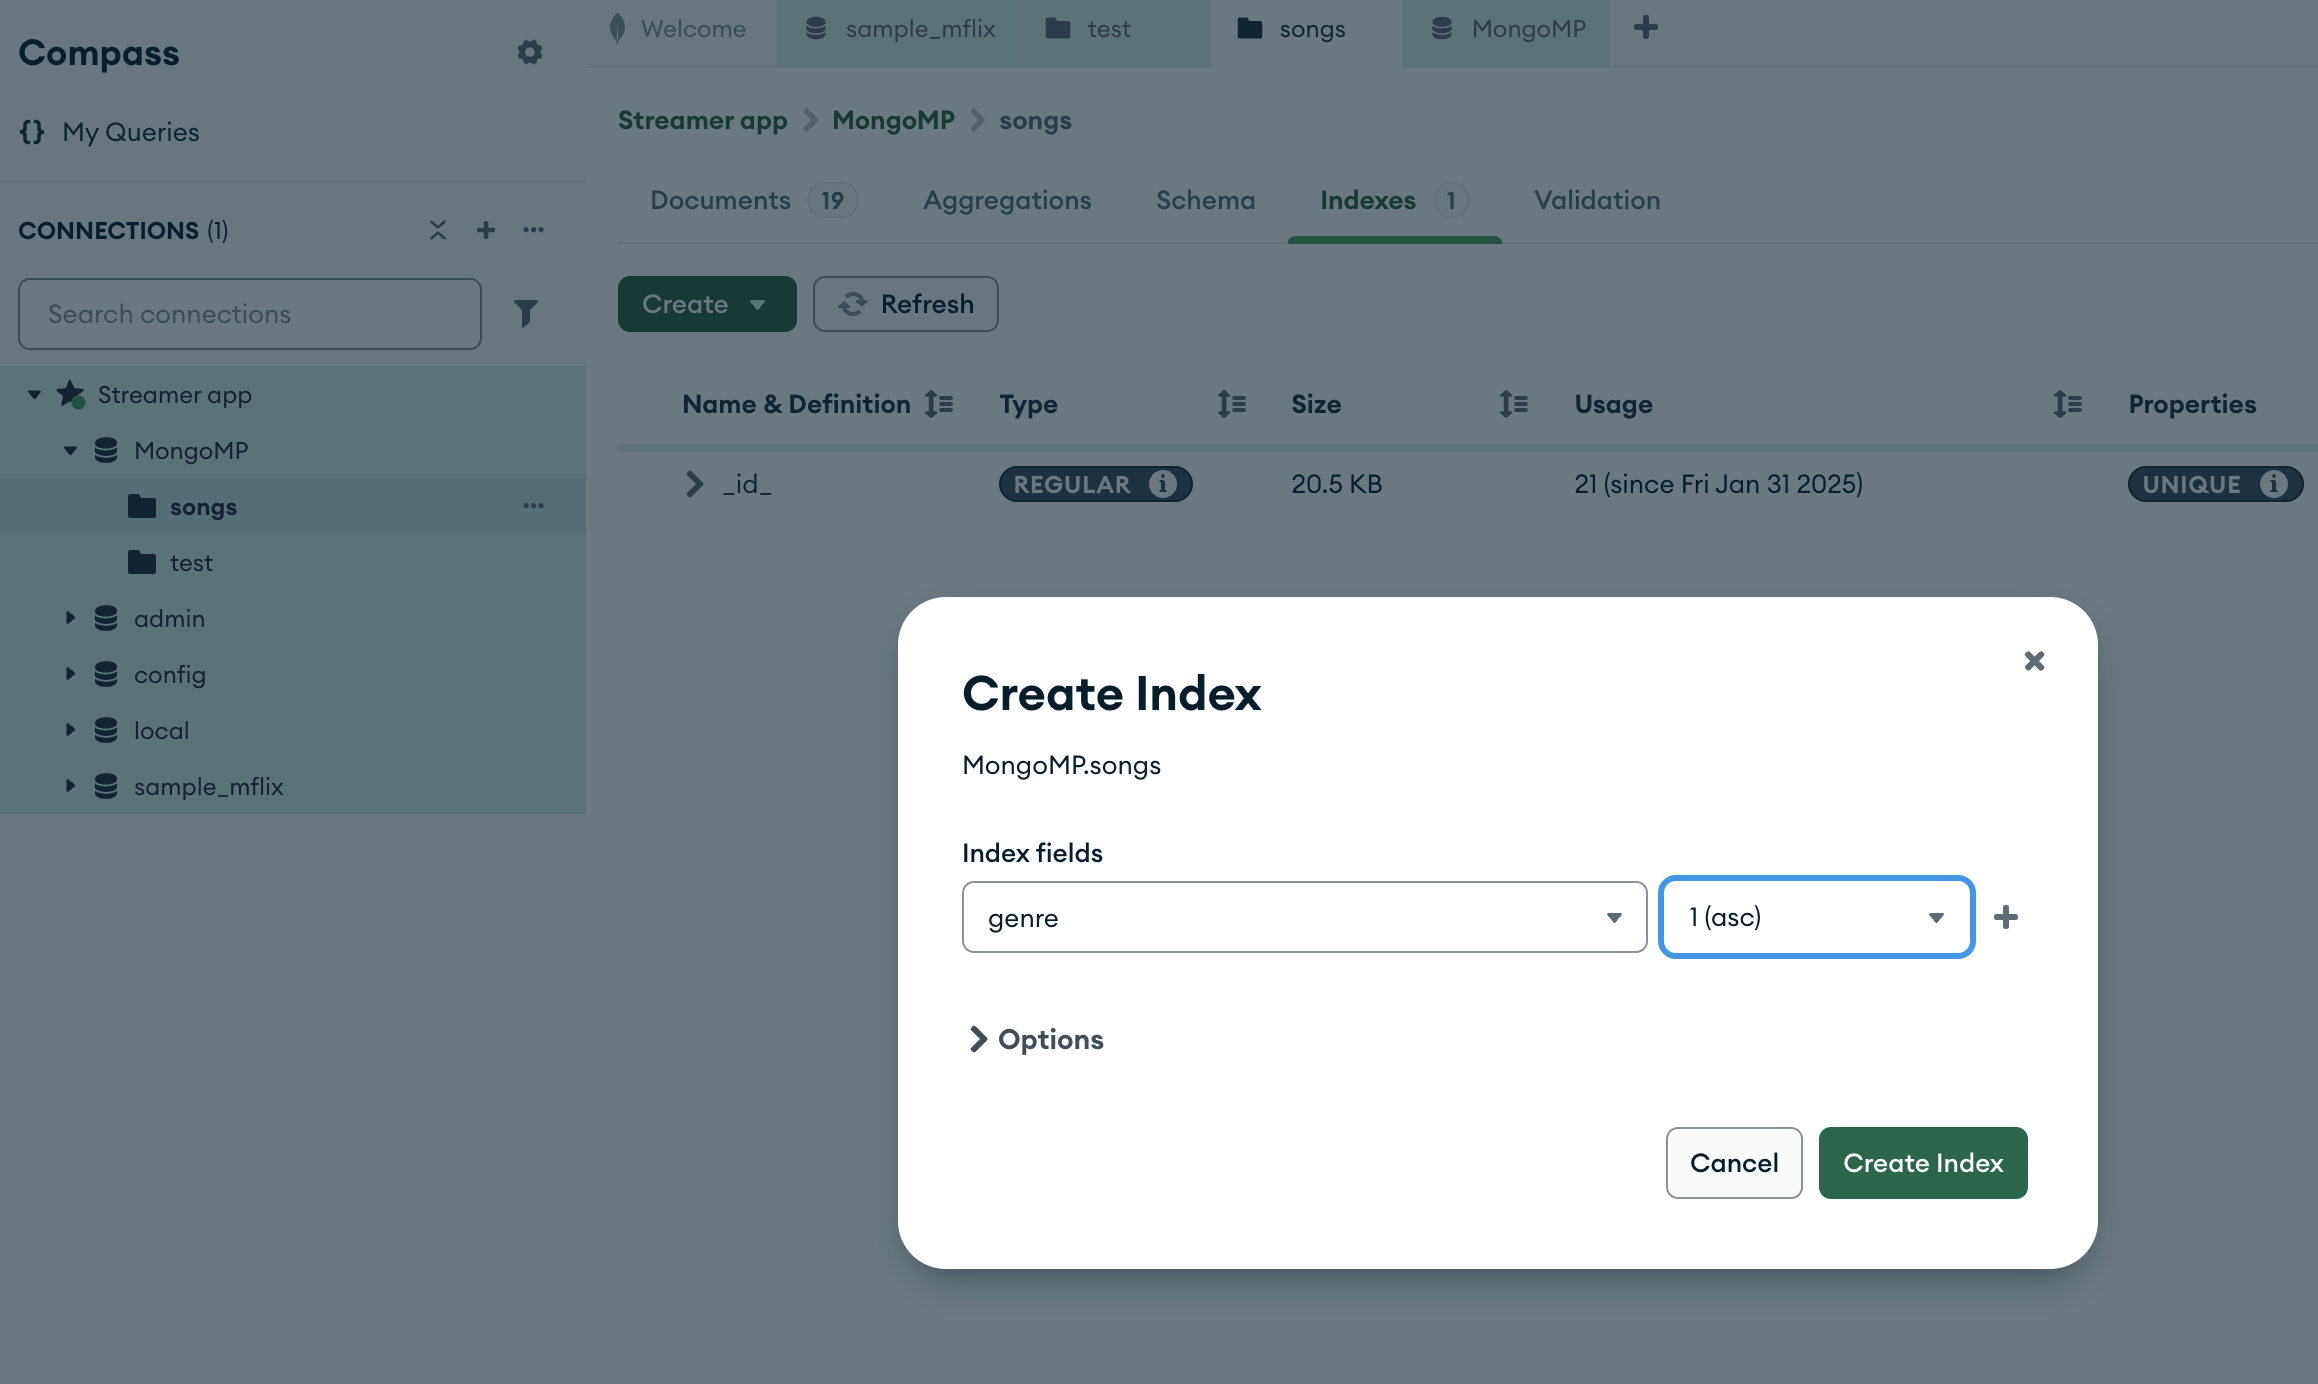 Compass
My Queries
CONNECTIONS (1)
Search connections
Streamer app
MongoMP
songs
test
admin
config
local
sample_mflix
Welcome
sample_mflix
test
songs
MongoMP
Streamer app MongoMP songs
Documents 19 Aggregations Schema Indexes 1 Validation
Create Refresh
Name & Definition Type Size Usage Properties
_id_ REGULAR 20.5 KB 21 (since Fri Jan 31 2025) UNIQUE
Create Index
MongoMP.songs
Index fields
genre 1 (asc)
Options
Cancel Create Index